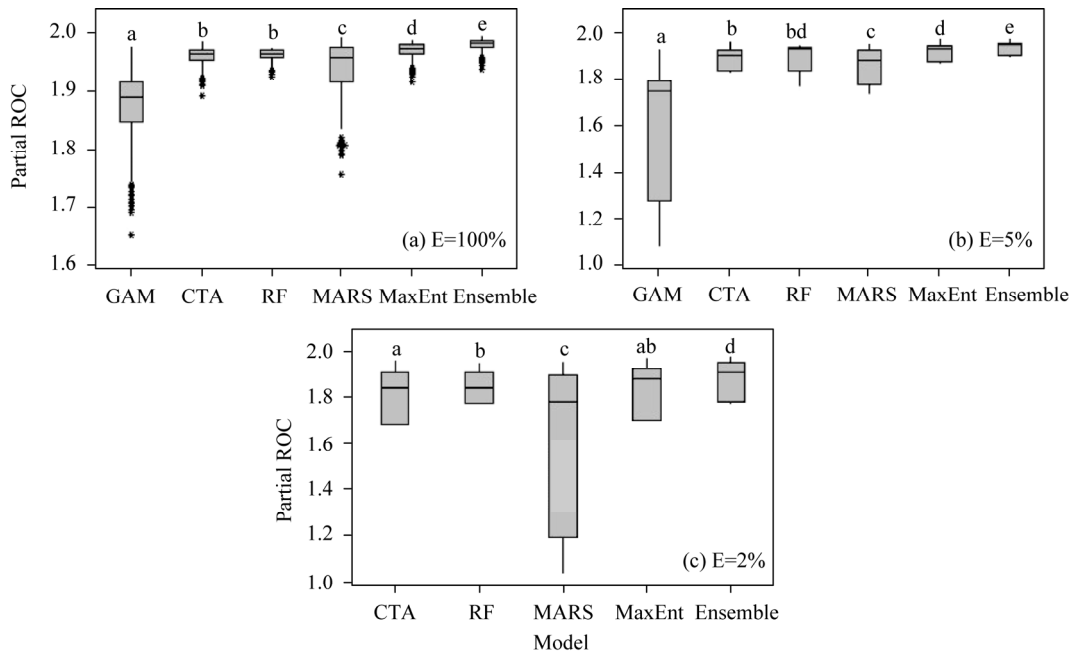 Partial ROC
2.0
1.9
1.8
1.7
1.6
a
b
b
c
d
e
(a) E=100%
GAM CTA RF MARS MaxEnt Ensemble
2.0
1.8
1.6
1.4
1.2
1.0
a
b
bd
c
d
e
(b) E=5%
GAM CTA RF MARS MaxEnt Ensemble
Partial ROC
2.0
1.8
1.6
1.4
1.2
1.0
a
b
c
ab
d
(c) E=2%
CTA RF MARS MaxEnt Ensemble
Model